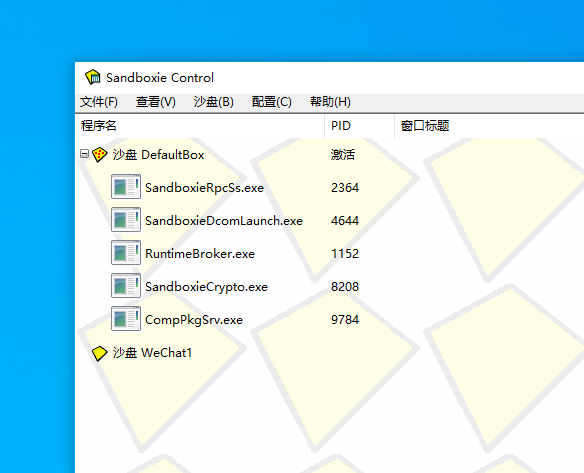 Sandboxie Control
文件(F) 查看(V) 沙盘(B) 配置(C) 帮助(H)
程序名 PID 窗口标题
沙盘 DefaultBox 激活
SandboxieRpcSs.exe 2364
SandboxieDcomLaunch.exe 4644
RuntimeBroker.exe 1152
SandboxieCrypto.exe 8208
CompPkgSrv.exe 9784
沙盘 WeChat1